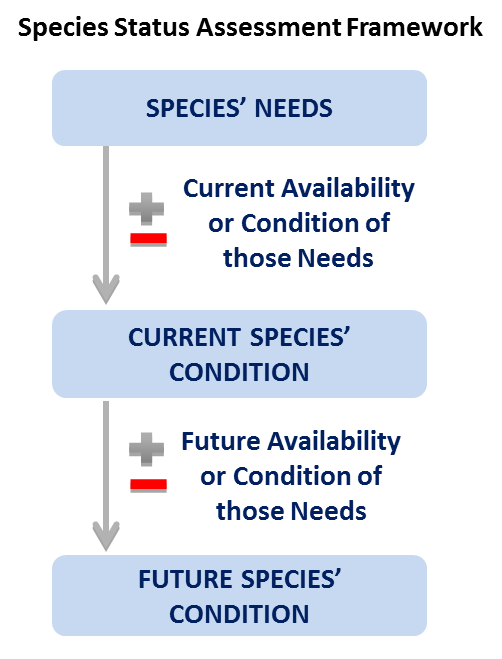 Species Status Assessment Framework
SPECIES’ NEEDS
Current Availability
or Condition of
those Needs
CURRENT SPECIES’
CONDITION
Future Availability
or Condition of
those Needs
FUTURE SPECIES’
CONDITION